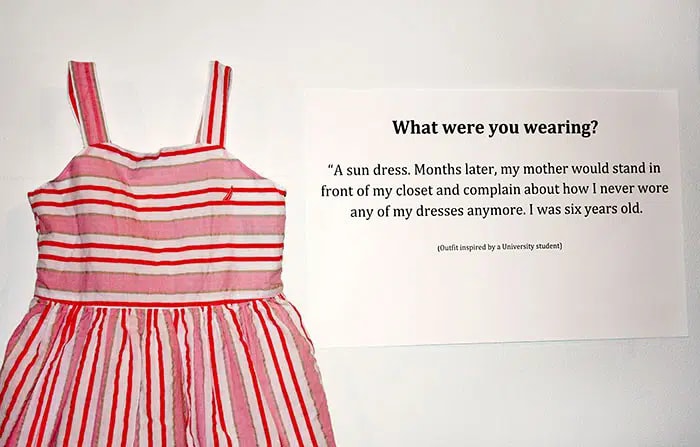 What were you wearing?
“A sun dress. Months later, my mother would stand in
front of my closet and complain about how I never wore
any of my dresses anymore. I was six years old.
(Outfit inspired by a University student)